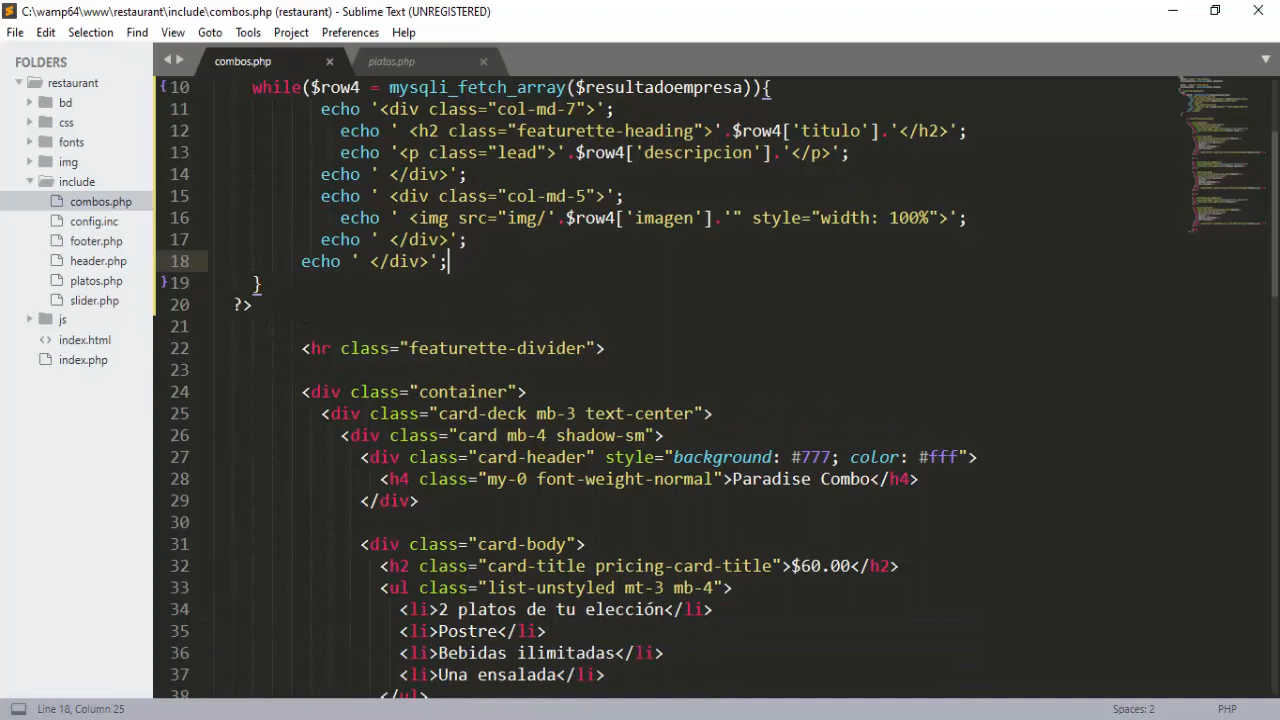 C:\wamp64\www\restaurant\include\combos.php (restaurant) - Sublime Text (UNREGISTERED)
File Edit Selection Find View Goto Tools Project Preferences Help
FOLDERS
restaurant
bd
css
fonts
img
include
combos.php
config.inc
footer.php
header.php
platos.php
slider.php
js
index.html
index.php
combos.php × platos.php ×
10 while($row4 = mysqli_fetch_array($resultadoempresa)){
11 echo '<div class="col-md-7">';
12 echo ' <h2 class="featurette-heading">'.$row4['titulo'].'</h2>';
13 echo '<p class="lead">'.$row4['descripcion'].'</p>';
14 echo ' </div>';
15 echo ' <div class="col-md-5">';
16 echo ' <img src="img/'.$row4['imagen'].'" style="width: 100%">';
17 echo ' </div>';
18 echo ' </div>';
19 }
20 ?>
21
22 <hr class="featurette-divider">
23
24 <div class="container">
25 <div class="card-deck mb-3 text-center">
26 <div class="card mb-4 shadow-sm">
27 <div class="card-header" style="background: #777; color: #fff">
28 <h4 class="my-0 font-weight-normal">Paradise Combo</h4>
29 </div>
30
31 <div class="card-body">
32 <h2 class="card-title pricing-card-title">$60.00</h2>
33 <ul class="list-unstyled mt-3 mb-4">
34 <li>2 platos de tu elección</li>
35 <li>Postre</li>
36 <li>Bebidas ilimitadas</li>
37 <li>Una ensalada</li>
38 </ul>
Line 18, Column 25 Spaces: 2 PHP